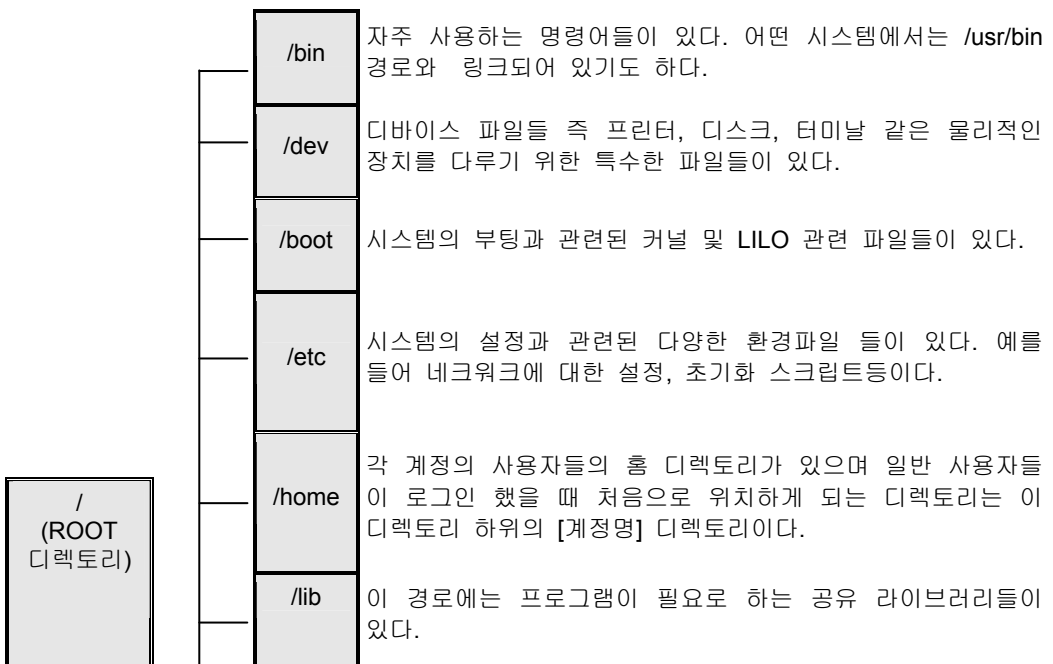 /bin
자주 사용하는 명령어들이 있다. 어떤 시스템에서는 /usr/bin
경로와 링크되어 있기도 하다.
/dev
디바이스 파일들 즉 프린터, 디스크, 터미날 같은 물리적인
장치를 다루기 위한 특수한 파일들이 있다.
/boot
시스템의 부팅과 관련된 커널 및 LILO 관련 파일들이 있다.
/etc
시스템의 설정과 관련된 다양한 환경파일 들이 있다. 예를
들어 네크워크에 대한 설정, 초기화 스크립트등이다.
/home
각 계정의 사용자들의 홈 디렉토리가 있으며 일반 사용자들
이 로그인 했을 때 처음으로 위치하게 되는 디렉토리는 이
디렉토리 하위의 [계정명] 디렉토리이다.
/
(ROOT
디렉토리)
/lib
이 경로에는 프로그램이 필요로 하는 공유 라이브러리들이
있다.